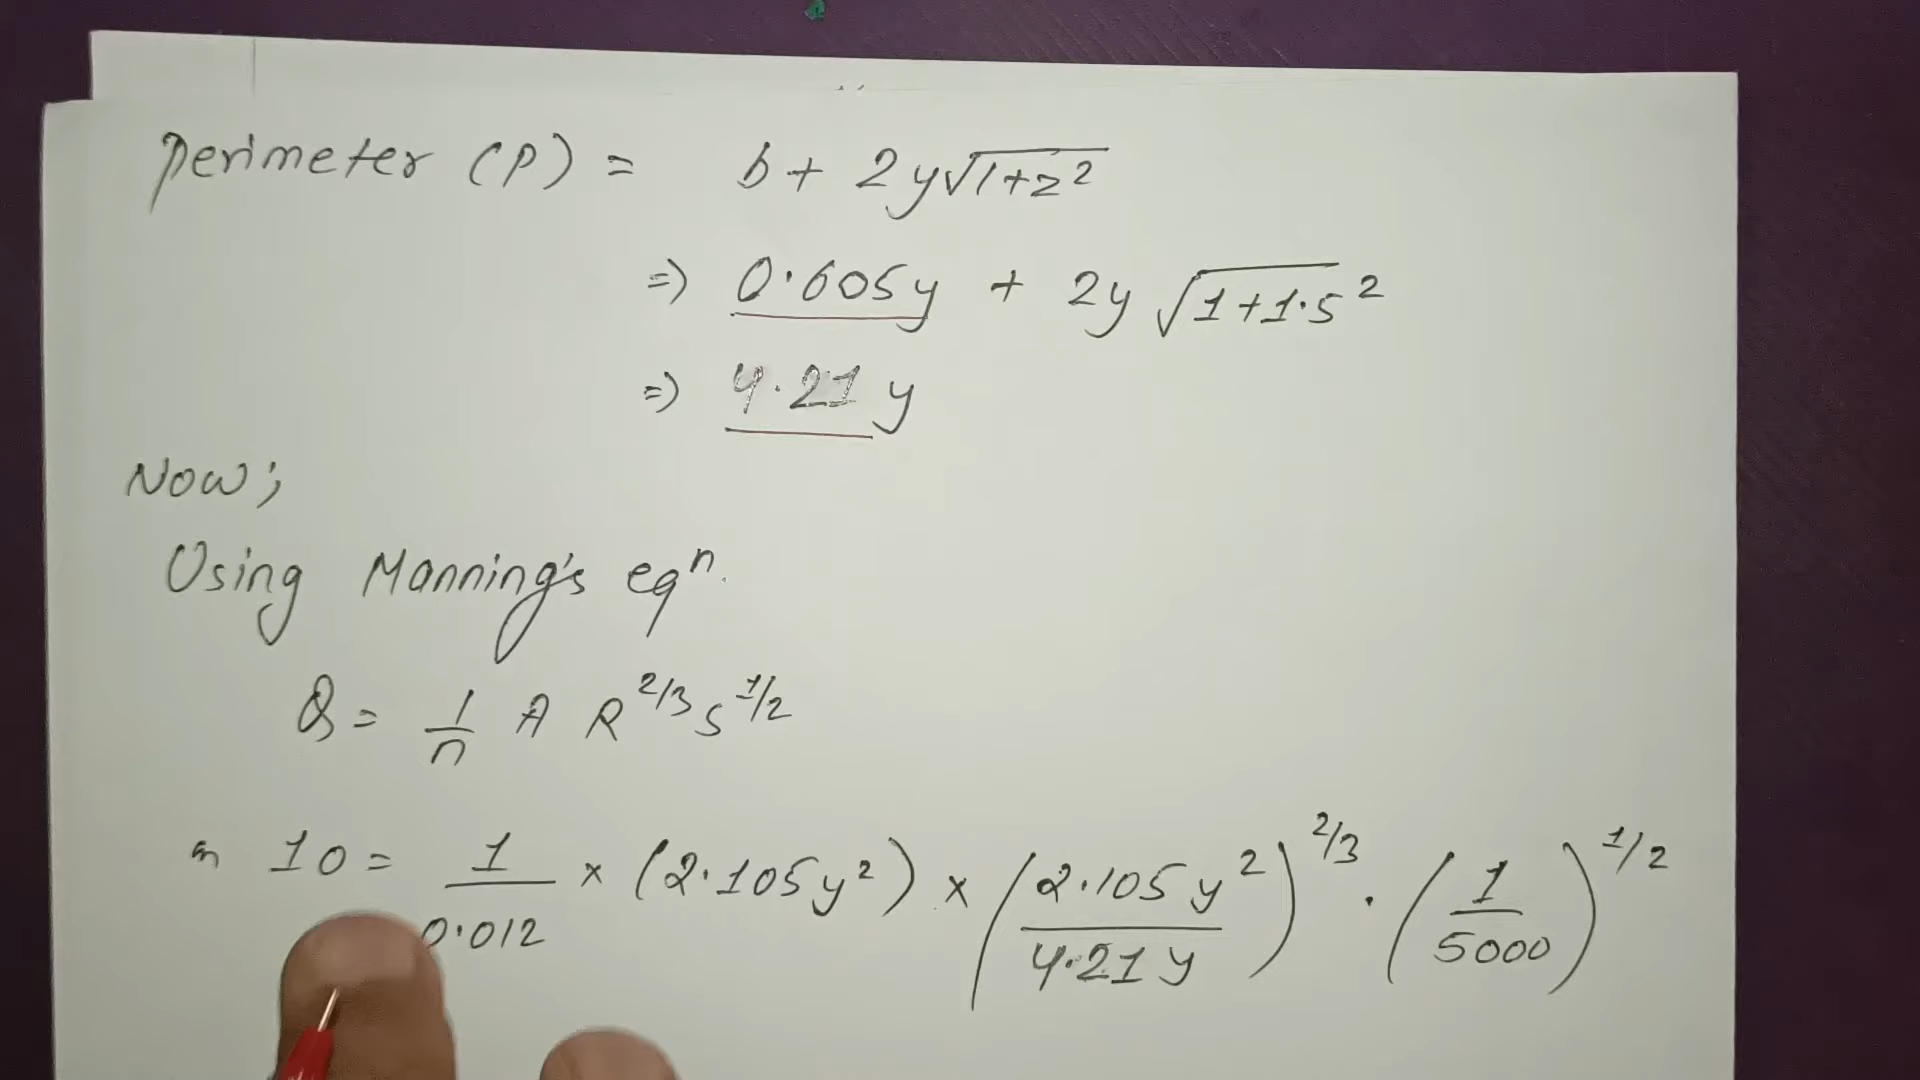 Perimeter (P) = b + 2y√1+z²
⇒ 0.605y + 2y √1+1.5²
⇒ 4.21 y
Now;
Using Manning's eqⁿ.
Q = 1/n A R^2/3 S^1/2
10 = 1/0.012 × (2.105y²) × (2.105y²/4.21y)^2/3 . (1/5000)^1/2